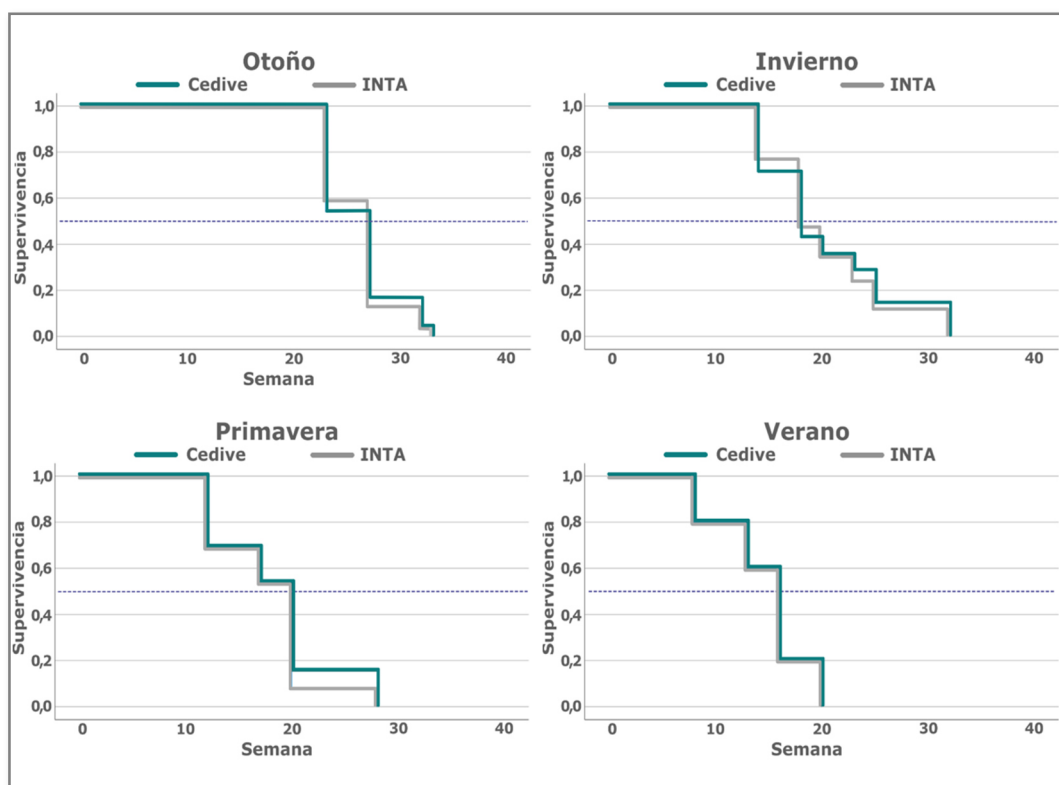 Otoño
Cedive INTA
Supervivencia
1,0
0,8
0,6
0,4
0,2
0,0
0 10 20 30 40
Semana
Invierno
Cedive INTA
Supervivencia
1,0
0,8
0,6
0,4
0,2
0,0
0 10 20 30 40
Primavera
Cedive INTA
Supervivencia
1,0
0,8
0,6
0,4
0,2
0,0
0 10 20 30 40
Semana
Verano
Cedive INTA
Supervivencia
1,0
0,8
0,6
0,4
0,2
0,0
0 10 20 30 40
Semana